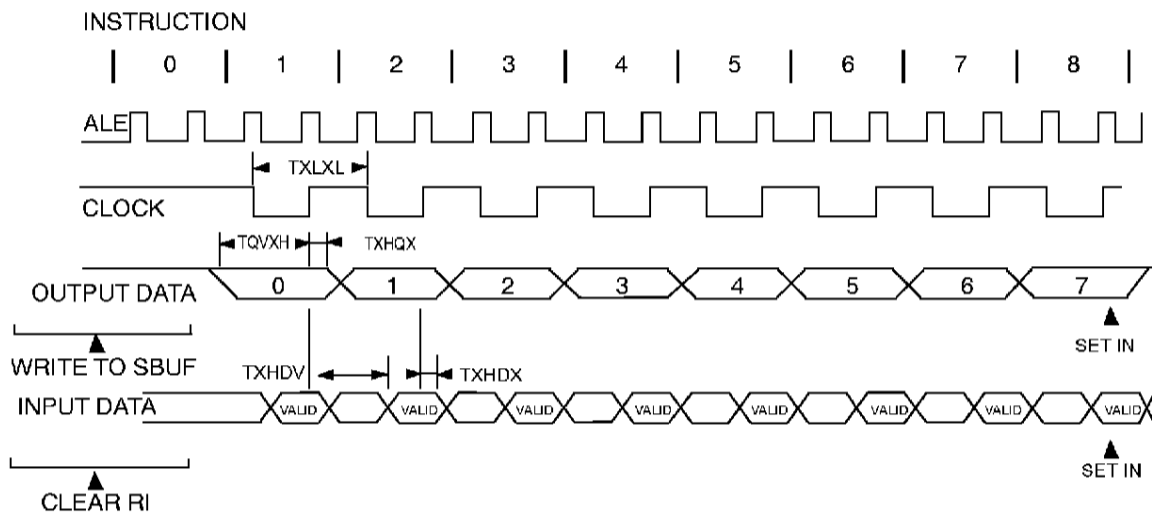 INSTRUCTION
0 1 2 3 4 5 6 7 8
ALE
TXLXL
CLOCK
TQVXH TXHQX
OUTPUT DATA 0 1 2 3 4 5 6 7
WRITE TO SBUF
SET IN
TXHDV TXHDX
INPUT DATA VALID VALID VALID VALID VALID VALID VALID VALID
SET IN
CLEAR RI